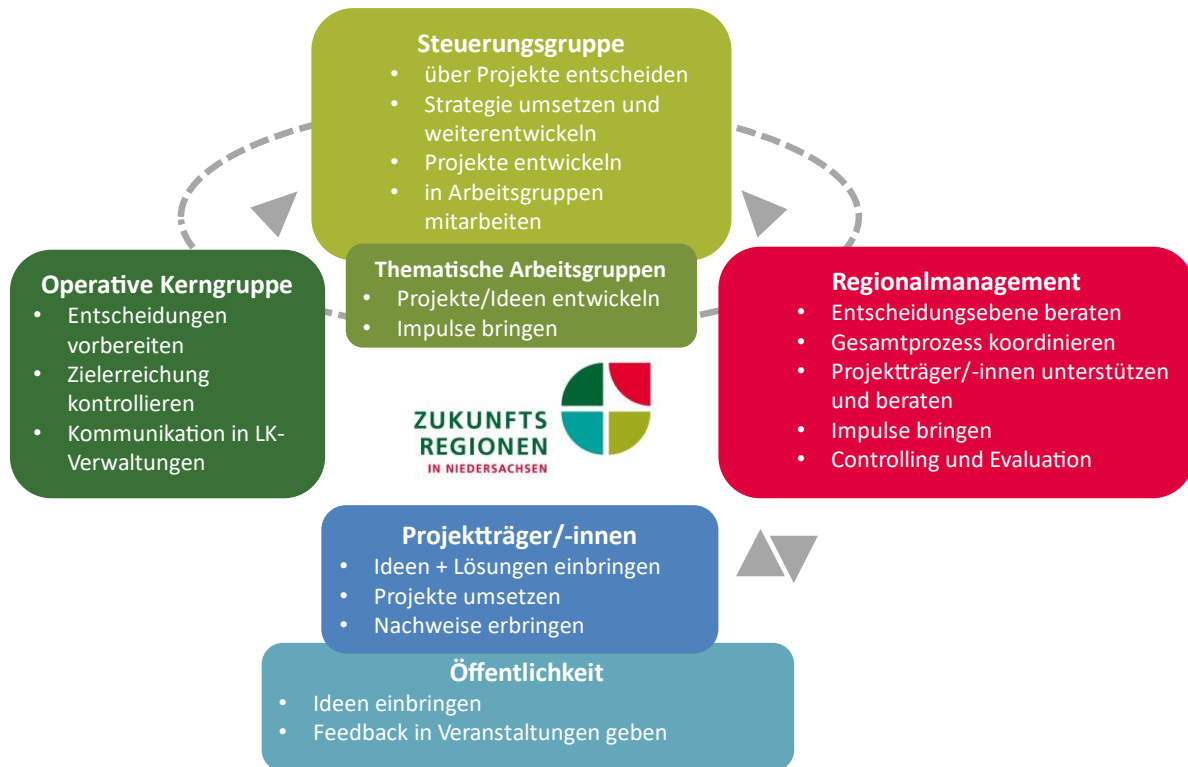 Steuerungsgruppe
• über Projekte entscheiden
• Strategie umsetzen und
weiterentwickeln
• Projekte entwickeln
• in Arbeitsgruppen
mitarbeiten
Thematische Arbeitsgruppen
• Projekte/Ideen entwickeln
• Impulse bringen
Operative Kerngruppe
• Entscheidungen
vorbereiten
• Zielerreichung
kontrollieren
• Kommunikation in LK-
Verwaltungen
Regionalmanagement
• Entscheidungsebene beraten
• Gesamtprozess koordinieren
• Projektträger/-innen unterstützen
und beraten
• Impulse bringen
• Controlling und Evaluation
ZUKUNFTS
REGIONEN
IN NIEDERSACHSEN
Projektträger/-innen
• Ideen + Lösungen einbringen
• Projekte umsetzen
• Nachweise erbringen
Öffentlichkeit
• Ideen einbringen
• Feedback in Veranstaltungen geben